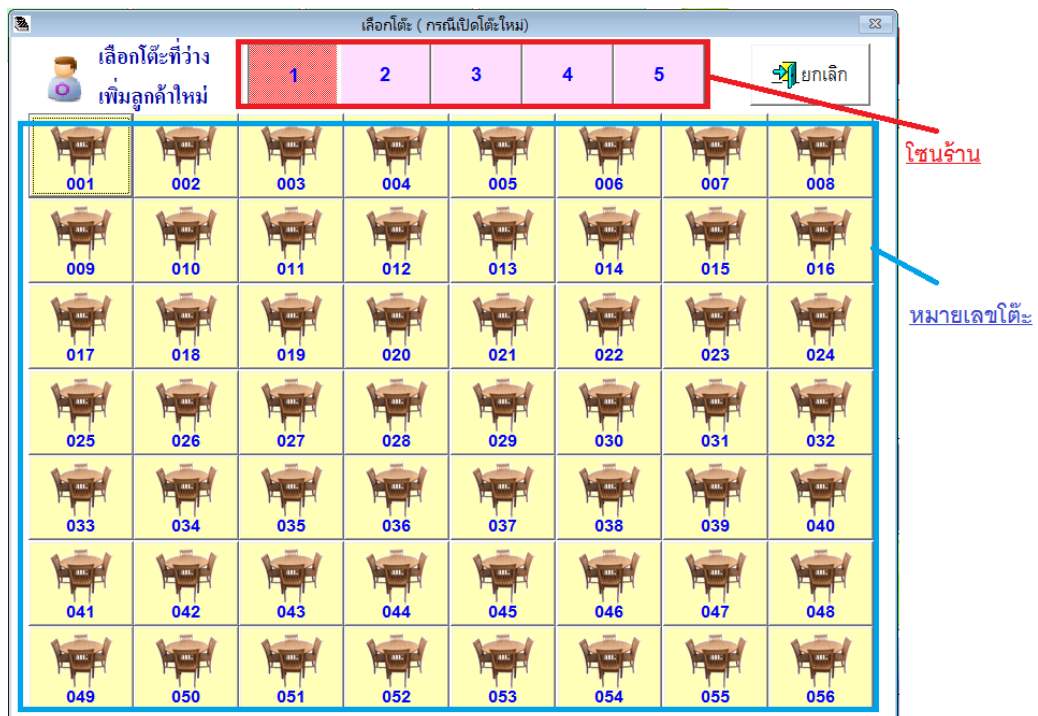 เลือกโต๊ะ ( กรณีเปิดโต๊ะใหม่)
เลือกโต๊ะที่ว่าง
เพิ่มลูกค้าใหม่
1 2 3 4 5
ยกเลิก
โซนร้าน
001 002 003 004 005 006 007 008
009 010 011 012 013 014 015 016
หมายเลขโต๊ะ
017 018 019 020 021 022 023 024
025 026 027 028 029 030 031 032
033 034 035 036 037 038 039 040
041 042 043 044 045 046 047 048
049 050 051 052 053 054 055 056